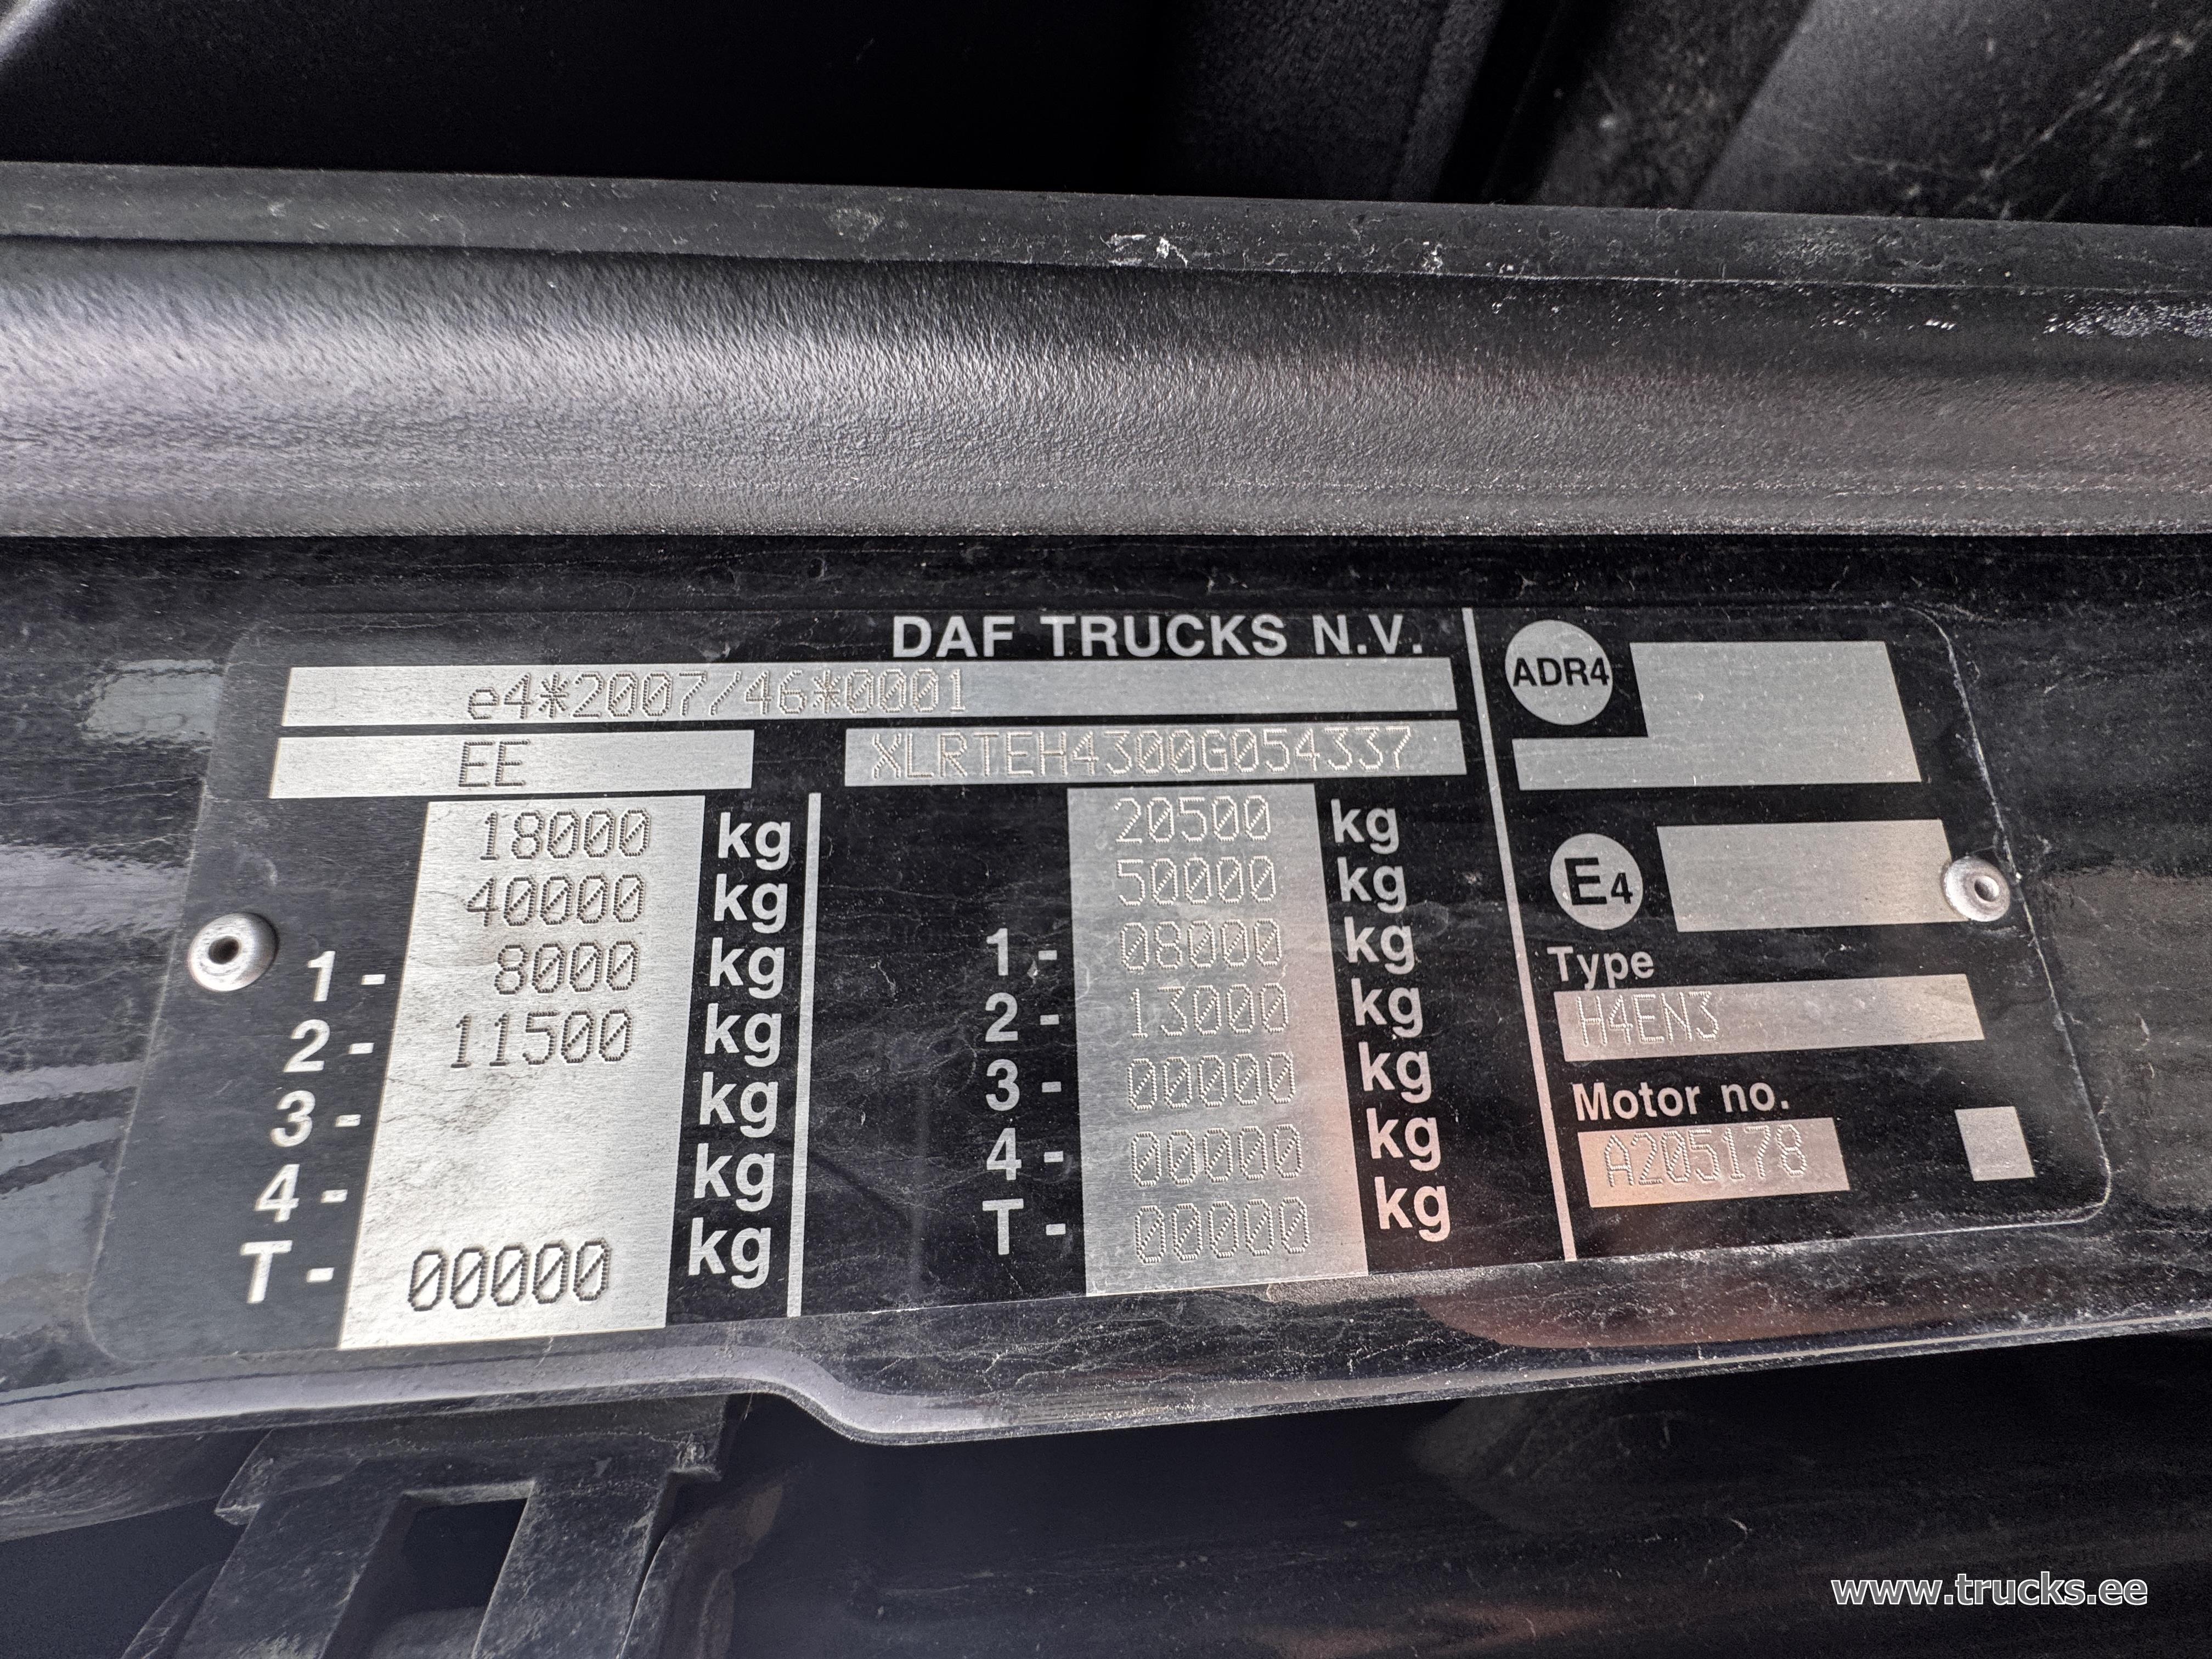 DAF TRUCKS N.V.
e4*2007/46*0001
EE
XLRTEH4300G054337
18000 kg
40000 kg
1- 8000 kg
2- 11500 kg
3- kg
4- kg
T- 00000 kg
20500 kg
50000 kg
1- 08000 kg
2- 13000 kg
3- 00000 kg
4- 00000 kg
T- 00000 kg
ADR4
E4
Type
H4EN3
Motor no.
A205178
www.trucks.ee